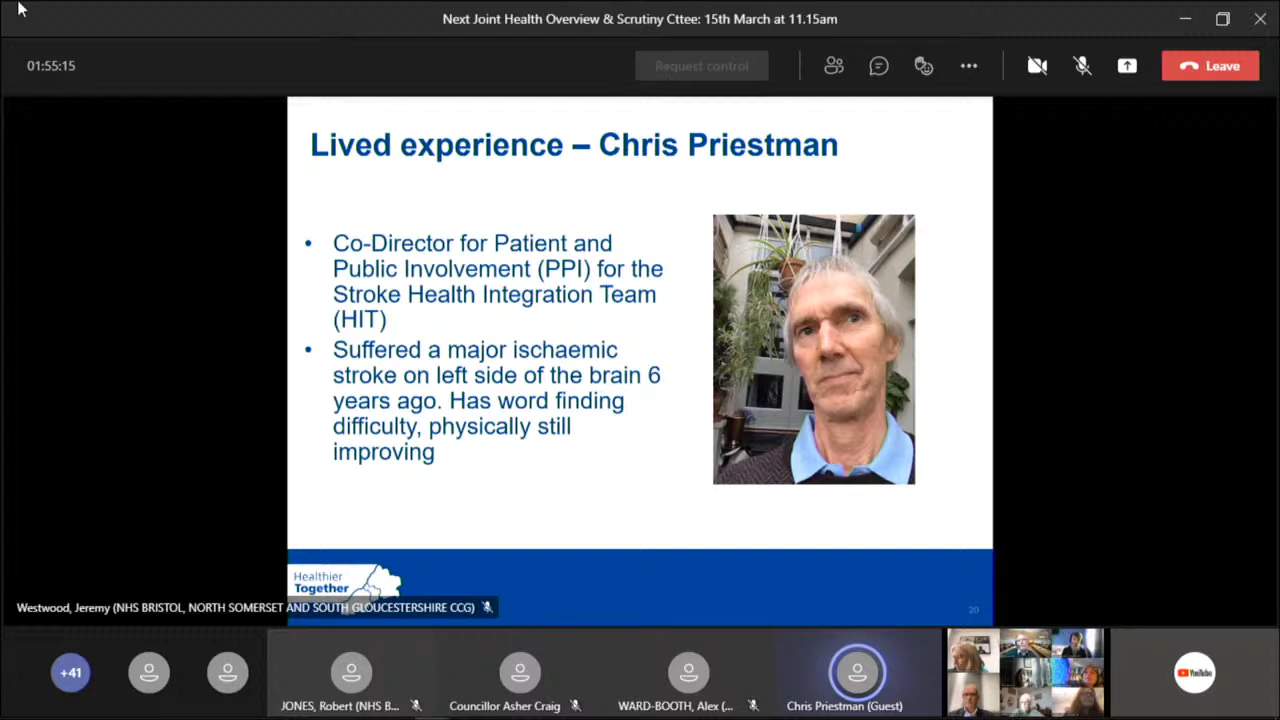 Next Joint Health Overview & Scrutiny Cttee: 15th March at 11.15am
01:55:15
Request control
Leave
Lived experience – Chris Priestman
• Co-Director for Patient and
Public Involvement (PPI) for the
Stroke Health Integration Team
(HIT)
• Suffered a major ischaemic
stroke on left side of the brain 6
years ago. Has word finding
difficulty, physically still
improving
Healthier
Together
20
Westwood, Jeremy (NHS BRISTOL, NORTH SOMERSET AND SOUTH GLOUCESTERSHIRE CCG)
+41
JONES, Robert (NHS B...
Councillor Asher Craig
WARD-BOOTH, Alex (...
Chris Priestman (Guest)
YouTube